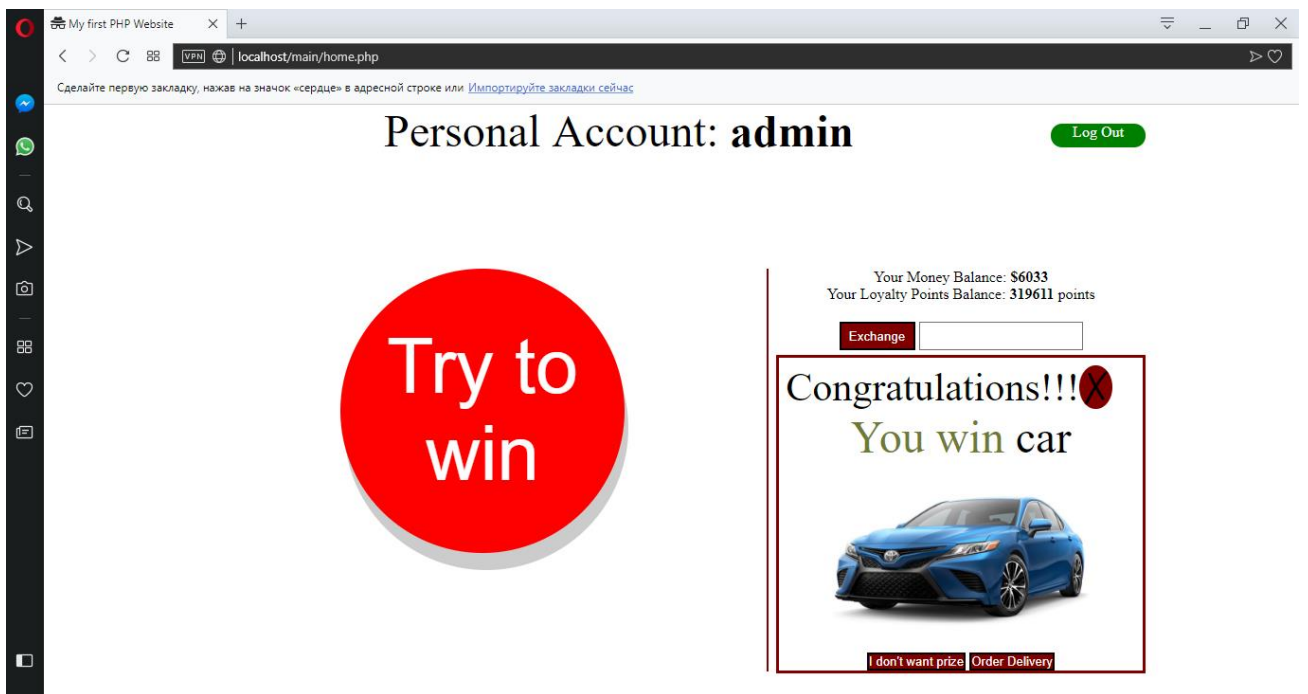 My first PHP Website
VPN localhost/main/home.php
Сделайте первую закладку, нажав на значок «сердце» в адресной строке или Импортируйте закладки сейчас
Personal Account: admin
Log Out
Try to
win
Your Money Balance: $6033
Your Loyalty Points Balance: 319611 points
Exchange
Congratulations!!! X
You win car
I don't want prize Order Delivery